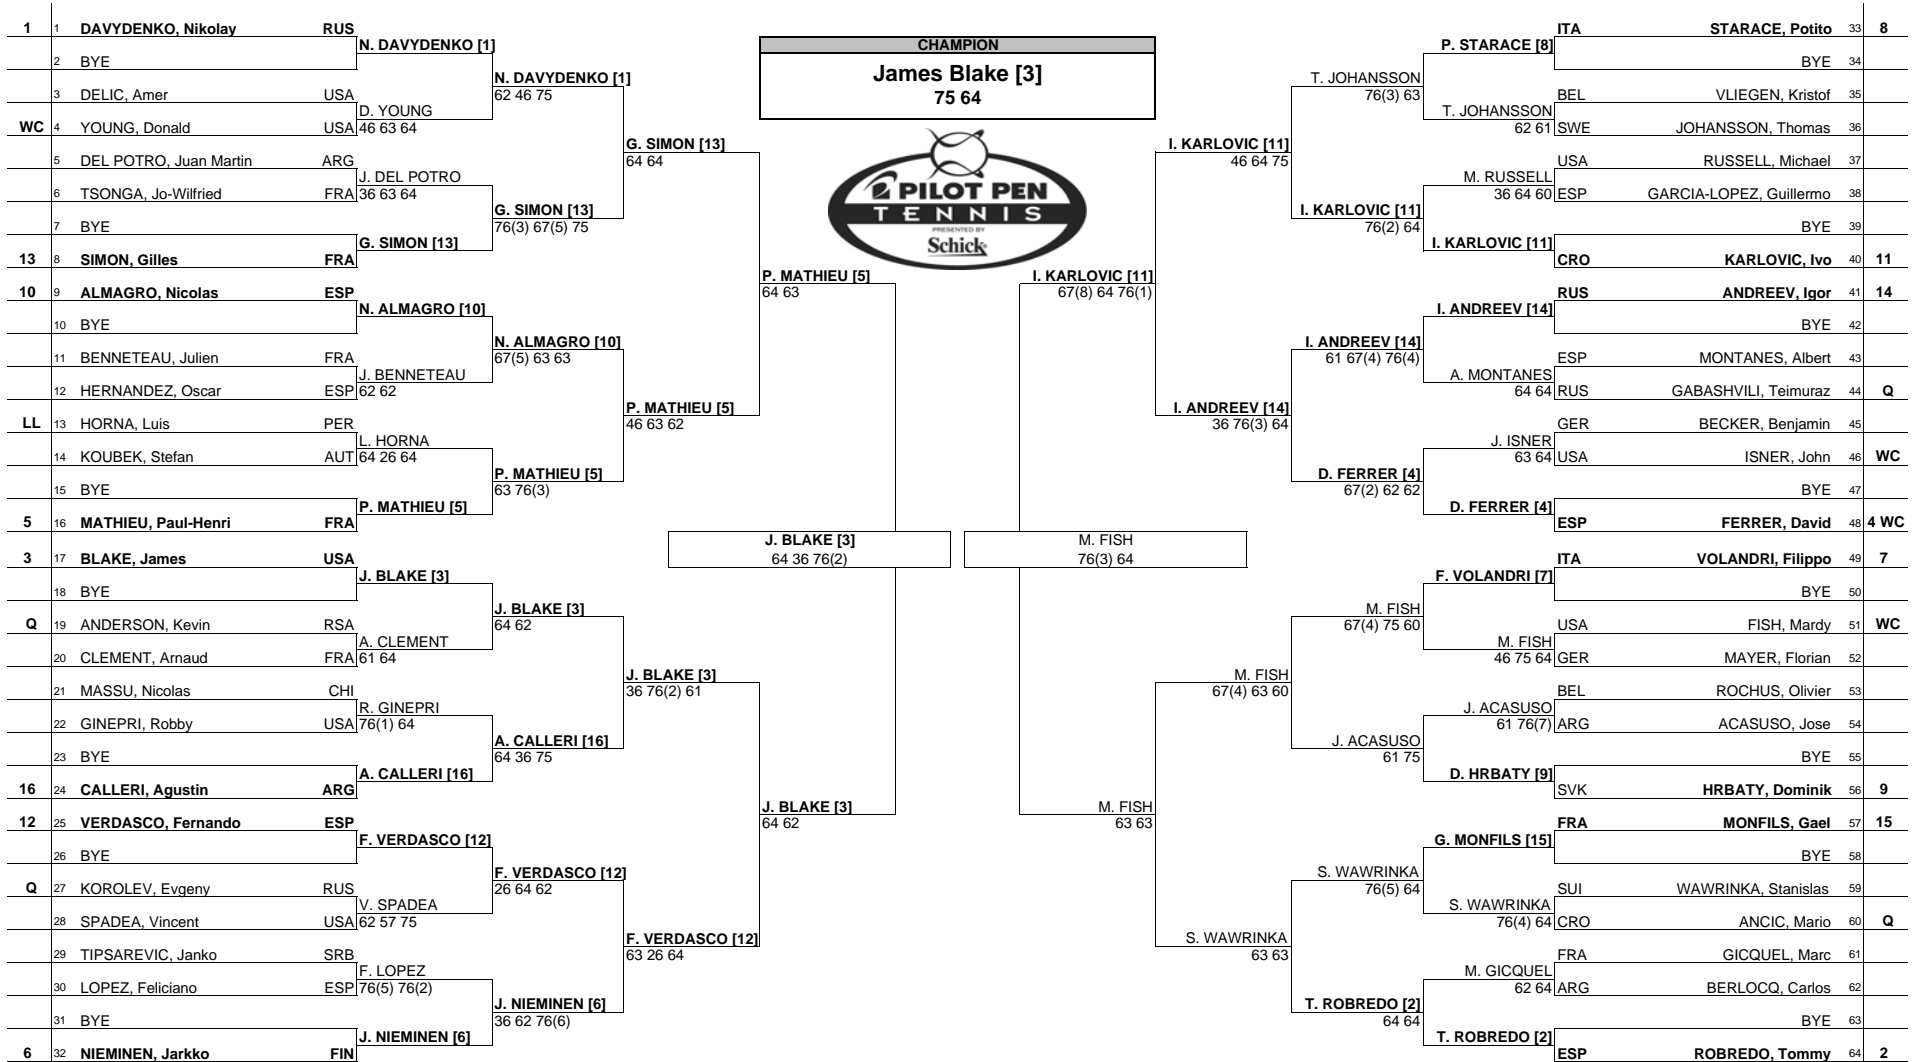 1 1 DAVYDENKO, Nikolay RUS
2 BYE
3 DELIC, Amer USA
WC 4 YOUNG, Donald USA
5 DEL POTRO, Juan Martin ARG
6 TSONGA, Jo-Wilfried FRA
7 BYE
13 8 SIMON, Gilles FRA
10 9 ALMAGRO, Nicolas ESP
10 BYE
11 BENNETEAU, Julien FRA
12 HERNANDEZ, Oscar ESP
LL 13 HORNA, Luis PER
14 KOUBEK, Stefan AUT
15 BYE
5 16 MATHIEU, Paul-Henri FRA
3 17 BLAKE, James USA
18 BYE
Q 19 ANDERSON, Kevin RSA
20 CLEMENT, Arnaud FRA
21 MASSU, Nicolas CHI
22 GINEPRI, Robby USA
23 BYE
16 24 CALLERI, Agustin ARG
12 25 VERDASCO, Fernando ESP
26 BYE
Q 27 KOROLEV, Evgeny RUS
28 SPADEA, Vincent USA
29 TIPSAREVIC, Janko SRB
30 LOPEZ, Feliciano ESP
31 BYE
6 32 NIEMINEN, Jarkko FIN
N. DAVYDENKO [1]
D. YOUNG
46 63 64
J. DEL POTRO
36 63 64
G. SIMON [13]
N. ALMAGRO [10]
J. BENNETEAU
62 62
L. HORNA
64 26 64
P. MATHIEU [5]
J. BLAKE [3]
A. CLEMENT
61 64
R. GINEPRI
76(1) 64
A. CALLERI [16]
F. VERDASCO [12]
V. SPADEA
62 57 75
F. LOPEZ
76(5) 76(2)
J. NIEMINEN [6]
N. DAVYDENKO [1]
62 46 75
G. SIMON [13]
76(3) 67(5) 75
N. ALMAGRO [10]
67(5) 63 63
P. MATHIEU [5]
63 76(3)
J. BLAKE [3]
64 62
A. CALLERI [16]
64 36 75
F. VERDASCO [12]
26 64 62
J. NIEMINEN [6]
36 62 76(6)
G. SIMON [13]
64 64
P. MATHIEU [5]
46 63 62
J. BLAKE [3]
36 76(2) 61
F. VERDASCO [12]
63 26 64
P. MATHIEU [5]
64 63
J. BLAKE [3]
64 62
J. BLAKE [3]
64 36 76(2)
CHAMPION
James Blake [3]
75 64
PILOT PEN
TENNIS
PRESENTED BY
Schick
M. FISH
76(3) 64
I. KARLOVIC [11]
67(8) 64 76(1)
M. FISH
63 63
I. KARLOVIC [11]
46 64 75
I. ANDREEV [14]
36 76(3) 64
M. FISH
67(4) 63 60
S. WAWRINKA
63 63
T. JOHANSSON
76(3) 63
I. KARLOVIC [11]
76(2) 64
I. ANDREEV [14]
61 67(4) 76(4)
D. FERRER [4]
67(2) 62 62
M. FISH
67(4) 75 60
J. ACASUSO
61 75
S. WAWRINKA
76(5) 64
T. ROBREDO [2]
64 64
P. STARACE [8]
T. JOHANSSON
62 61
M. RUSSELL
36 64 60
I. KARLOVIC [11]
I. ANDREEV [14]
A. MONTANES
64 64
J. ISNER
63 64
D. FERRER [4]
F. VOLANDRI [7]
M. FISH
46 75 64
J. ACASUSO
61 76(7)
D. HRBATY [9]
G. MONFILS [15]
S. WAWRINKA
76(4) 64
M. GICQUEL
62 64
T. ROBREDO [2]
ITA STARACE, Potito 33 8
BYE 34
BEL VLIEGEN, Kristof 35
SWE JOHANSSON, Thomas 36
USA RUSSELL, Michael 37
ESP GARCIA-LOPEZ, Guillermo 38
BYE 39
CRO KARLOVIC, Ivo 40 11
RUS ANDREEV, Igor 41 14
BYE 42
ESP MONTANES, Albert 43
RUS GABASHVILI, Teimuraz 44 Q
GER BECKER, Benjamin 45
USA ISNER, John 46 WC
BYE 47
ESP FERRER, David 48 4 WC
ITA VOLANDRI, Filippo 49 7
BYE 50
USA FISH, Mardy 51 WC
GER MAYER, Florian 52
BEL ROCHUS, Olivier 53
ARG ACASUSO, Jose 54
BYE 55
SVK HRBATY, Dominik 56 9
FRA MONFILS, Gael 57 15
BYE 58
SUI WAWRINKA, Stanislas 59
CRO ANCIC, Mario 60 Q
FRA GICQUEL, Marc 61
ARG BERLOCQ, Carlos 62
BYE 63
ESP ROBREDO, Tommy 64 2